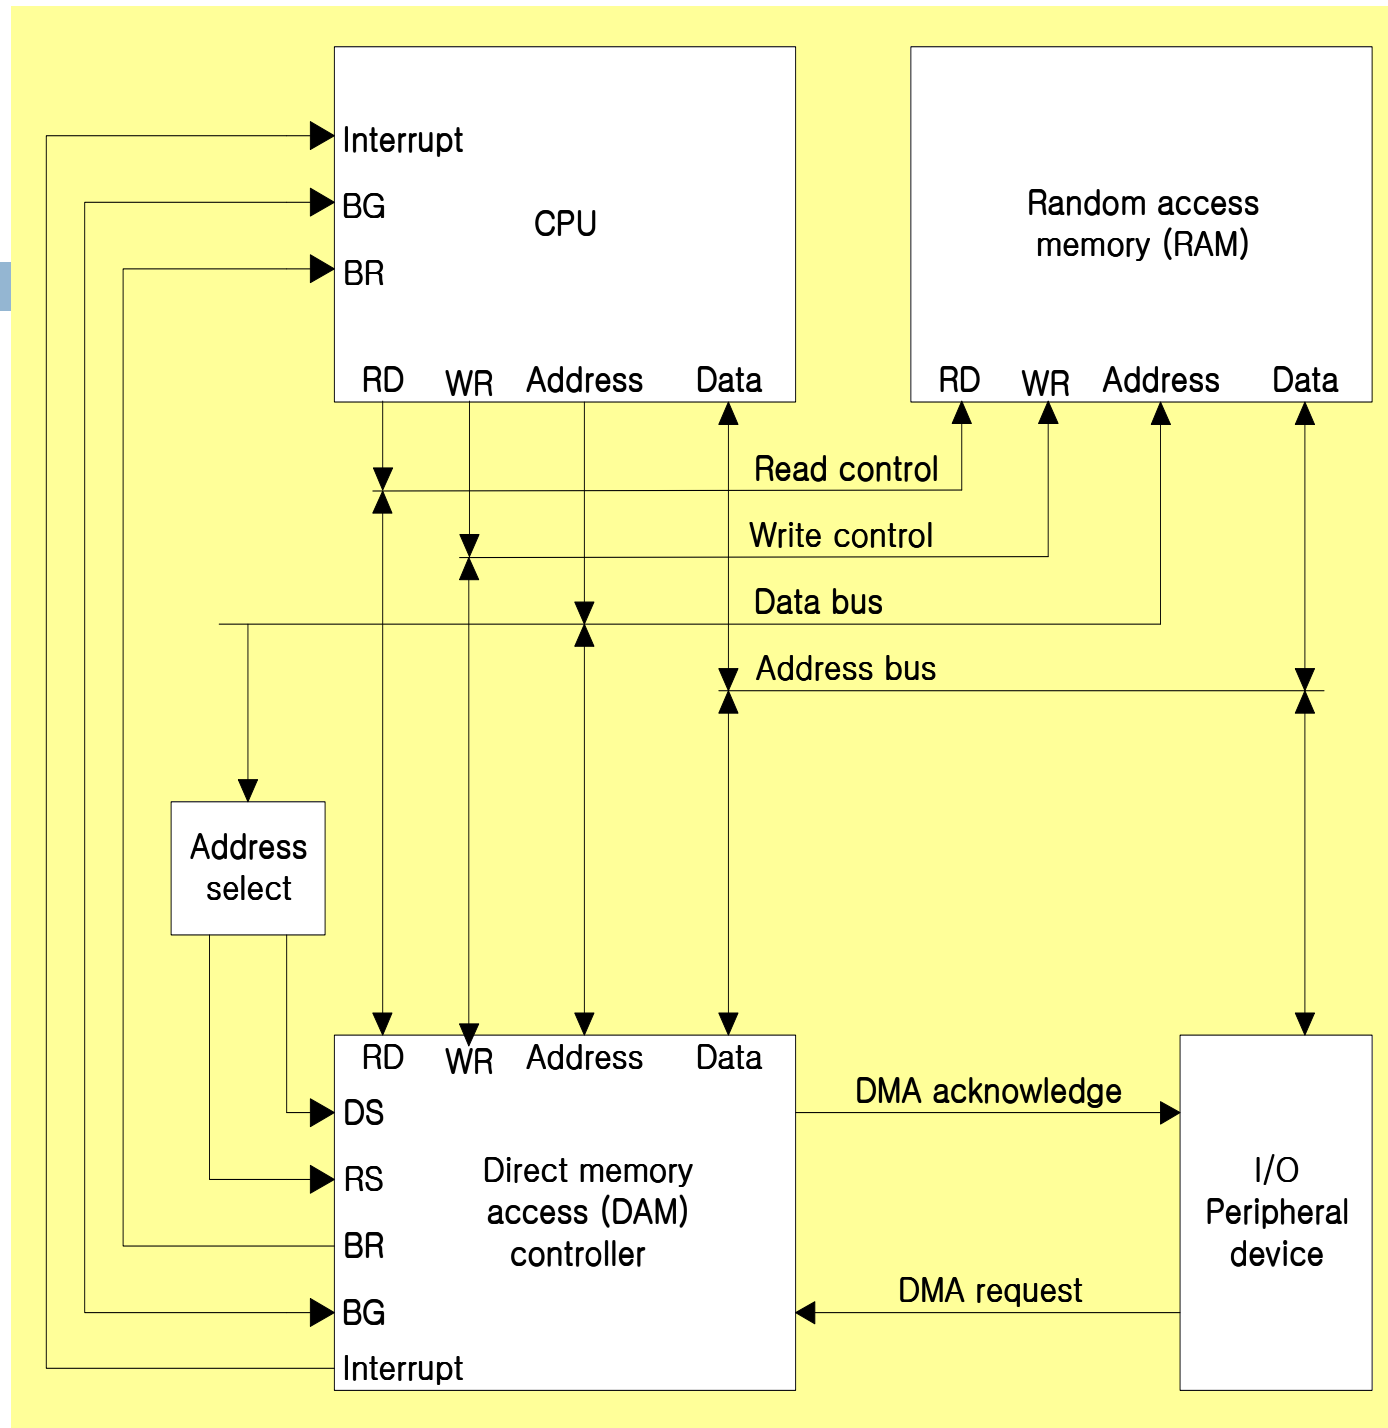 Interrupt
BG
BR
CPU
RD WR Address Data
Random access
memory (RAM)
RD WR Address Data
Read control
Write control
Data bus
Address bus
Address
select
RD WR Address Data
DS
RS
BR
BG
Interrupt
Direct memory
access (DAM)
controller
DMA acknowledge
DMA request
I/O
Peripheral
device